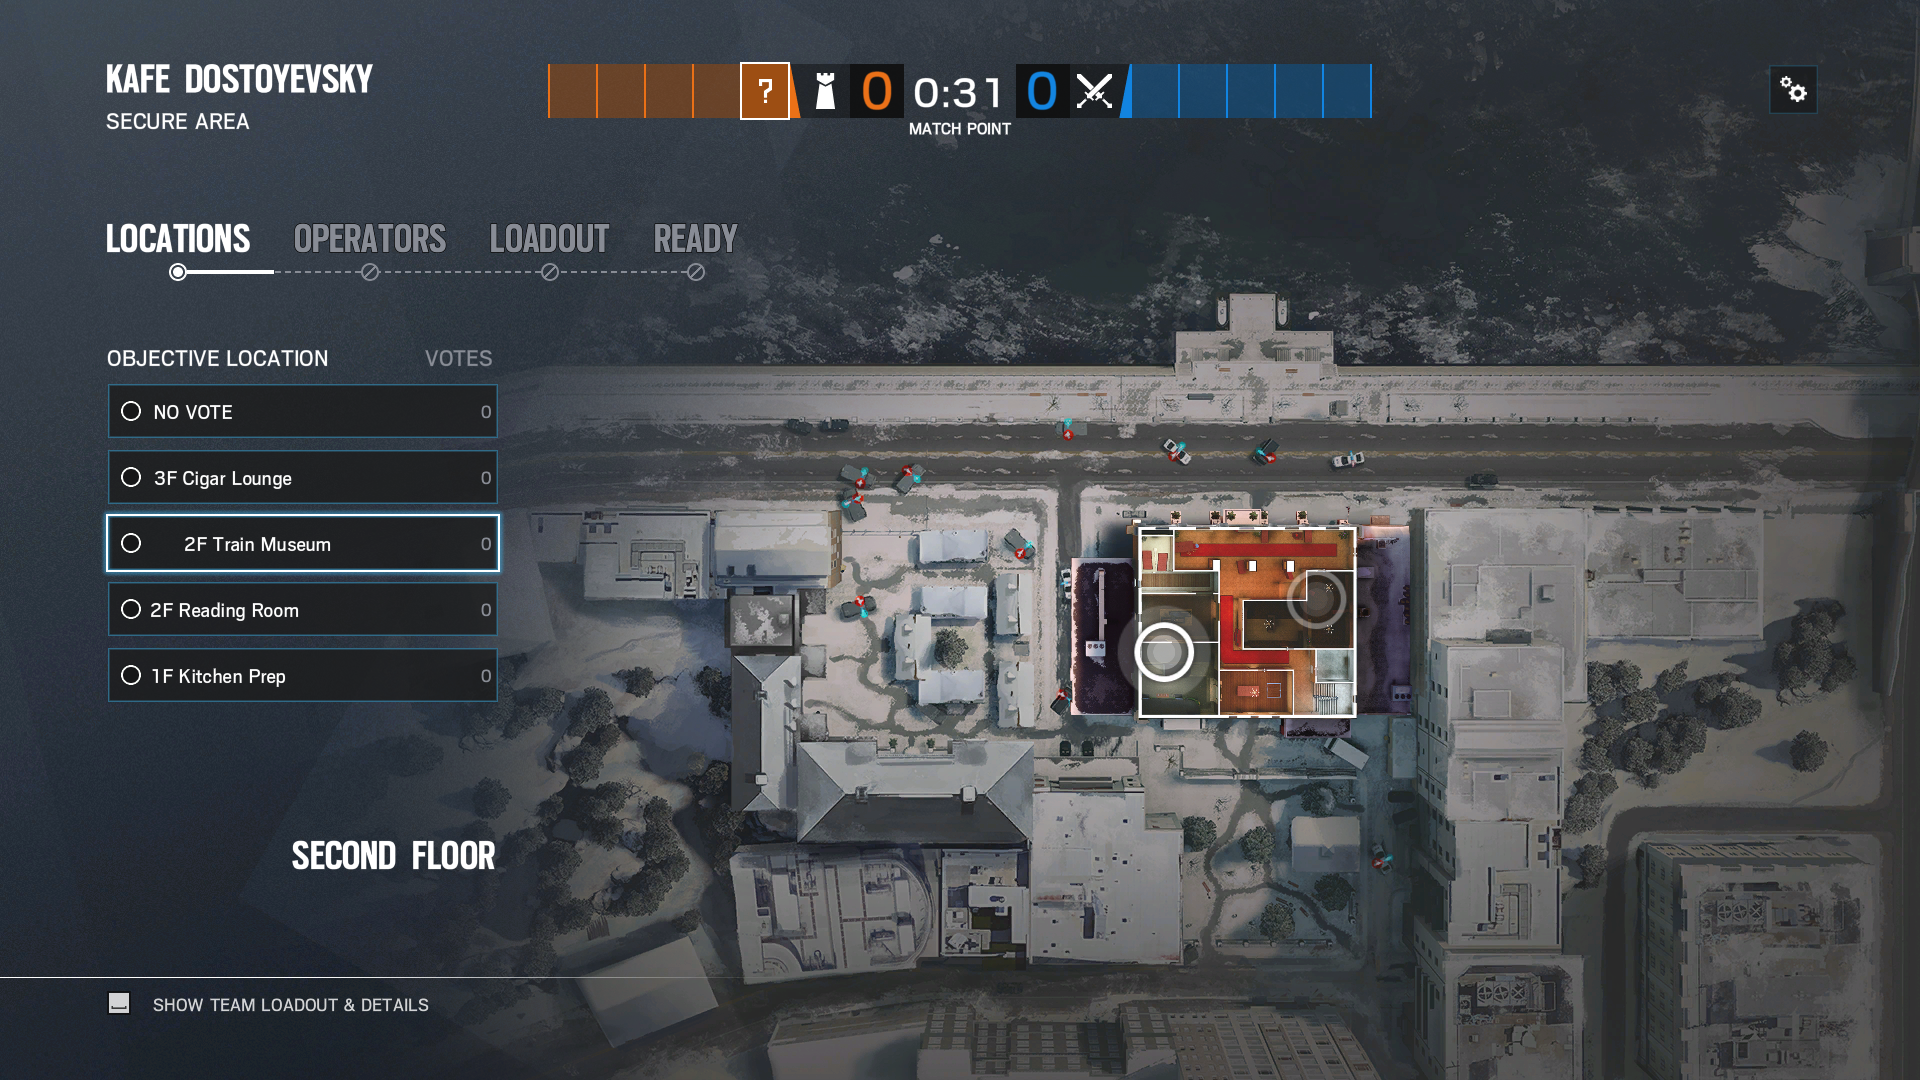 KAFE DOSTOYEVSKY
SECURE AREA
?
0
0:31
0
MATCH POINT
LOCATIONS
OPERATORS
LOADOUT
READY
OBJECTIVE LOCATION
VOTES
NO VOTE
0
3F Cigar Lounge
0
2F Train Museum
0
2F Reading Room
0
1F Kitchen Prep
0
SECOND FLOOR
SHOW TEAM LOADOUT & DETAILS